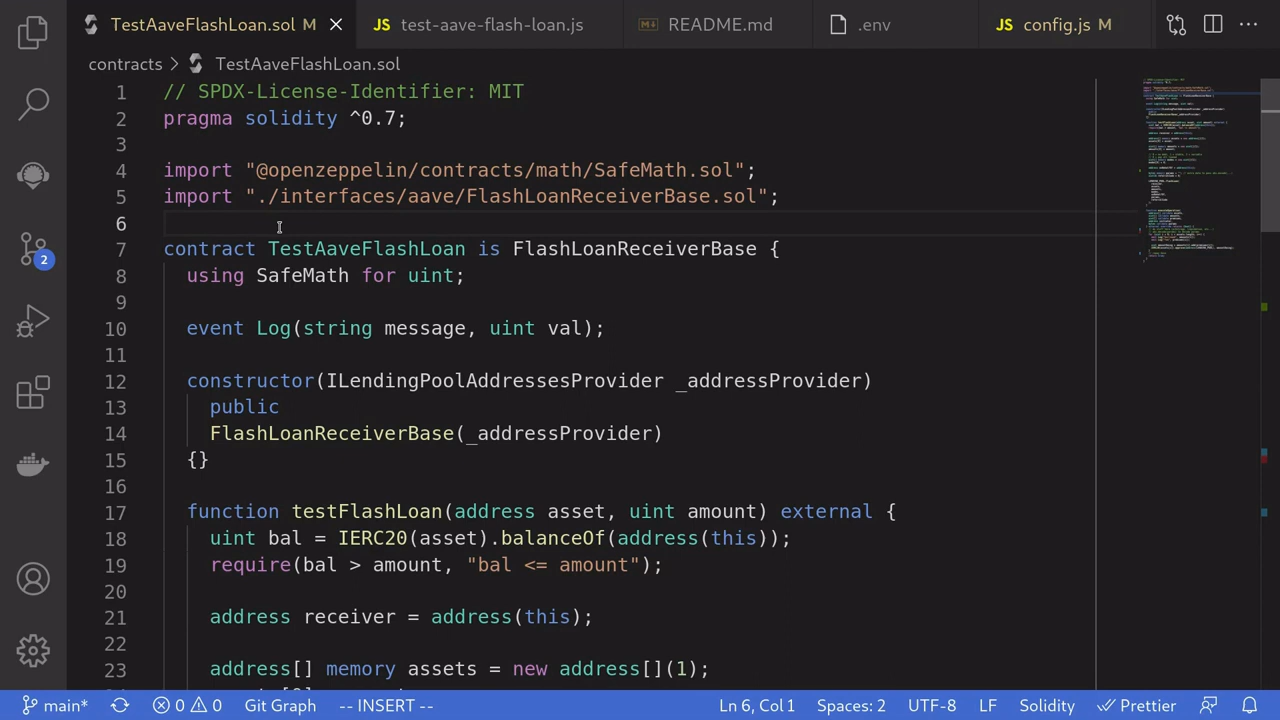 TestAaveFlashLoan.sol M
JS test-aave-flash-loan.js
README.md
.env
JS config.js M
contracts > TestAaveFlashLoan.sol
1 // SPDX-License-Identifier: MIT
2 pragma solidity ^0.7;
3
4 import "@openzeppelin/contracts/math/SafeMath.sol";
5 import "./interfaces/aave/FlashLoanReceiverBase.sol";
6
7 contract TestAaveFlashLoan is FlashLoanReceiverBase {
8 using SafeMath for uint;
9
10 event Log(string message, uint val);
11
12 constructor(ILendingPoolAddressesProvider _addressProvider)
13 public
14 FlashLoanReceiverBase(_addressProvider)
15 {}
16
17 function testFlashLoan(address asset, uint amount) external {
18 uint bal = IERC20(asset).balanceOf(address(this));
19 require(bal > amount, "bal <= amount");
20
21 address receiver = address(this);
22
23 address[] memory assets = new address[](1);
2
main*
0 0
Git Graph
-- INSERT --
Ln 6, Col 1
Spaces: 2
UTF-8
LF
Solidity
Prettier